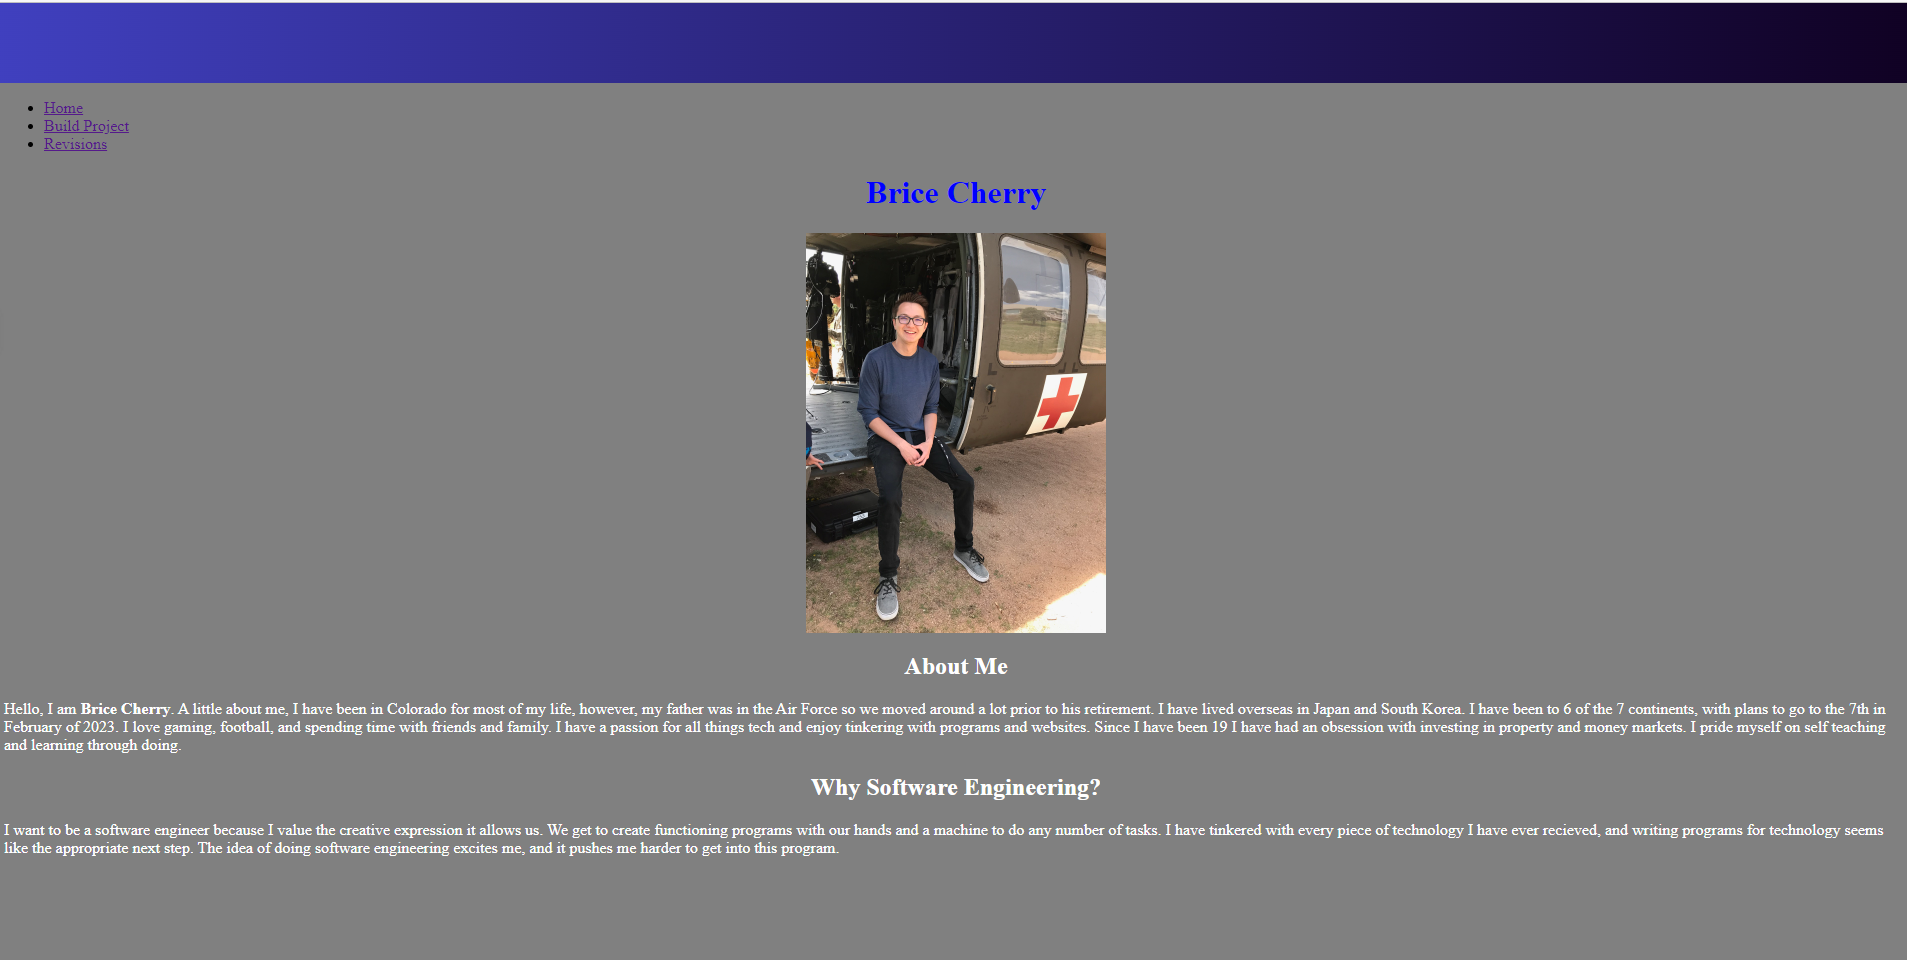 Home
Build Project
Revisions
Brice Cherry
About Me
Hello, I am Brice Cherry. A little about me, I have been in Colorado for most of my life, however, my father was in the Air Force so we moved around a lot prior to his retirement. I have lived overseas in Japan and South Korea. I have been to 6 of the 7 continents, with plans to go to the 7th in
February of 2023. I love gaming, football, and spending time with friends and family. I have a passion for all things tech and enjoy tinkering with programs and websites. Since I have been 19 I have had an obsession with investing in property and money markets. I pride myself on self teaching
and learning through doing.
Why Software Engineering?
I want to be a software engineer because I value the creative expression it allows us. We get to create functioning programs with our hands and a machine to do any number of tasks. I have tinkered with every piece of technology I have ever recieved, and writing programs for technology seems
like the appropriate next step. The idea of doing software engineering excites me, and it pushes me harder to get into this program.